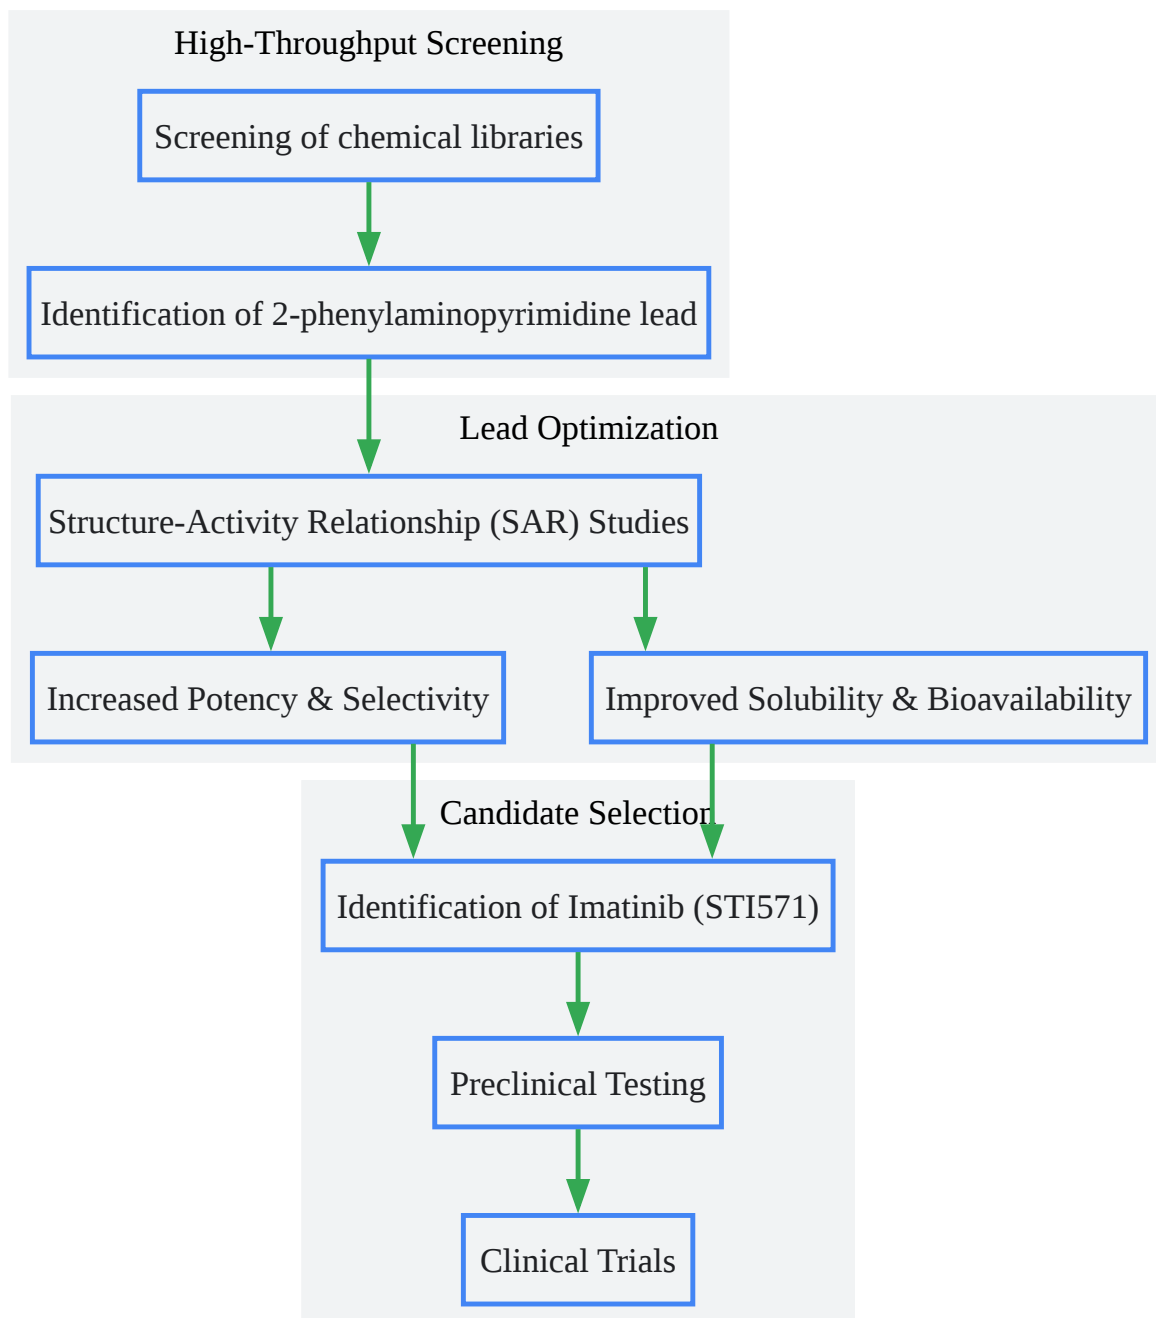 High-Throughput Screening
Screening of chemical libraries
Identification of 2-phenylaminopyrimidine lead
Lead Optimization
Structure-Activity Relationship (SAR) Studies
Increased Potency & Selectivity
Improved Solubility & Bioavailability
Candidate Selection
Identification of Imatinib (STI571)
Preclinical Testing
Clinical Trials